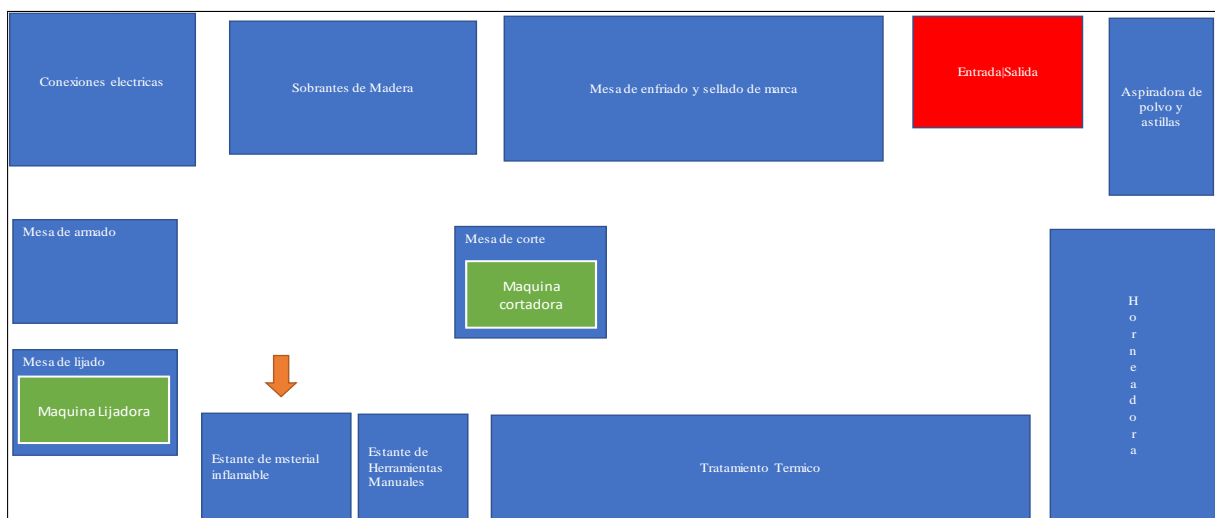 Conexiones electricas
Sobrantes de Madera
Mesa de enfriado y sellado de marca
Entrada|Salida
Aspiradora de
polvo y
astillas
Mesa de armado
Mesa de corte
Maquina
cortadora
H
o
r
n
e
a
d
o
r
a
Mesa de lijado
Maquina Lijadora
Estante de msterial
inflamable
Estante de
Herramientas
Manuales
Tratamiento Termico